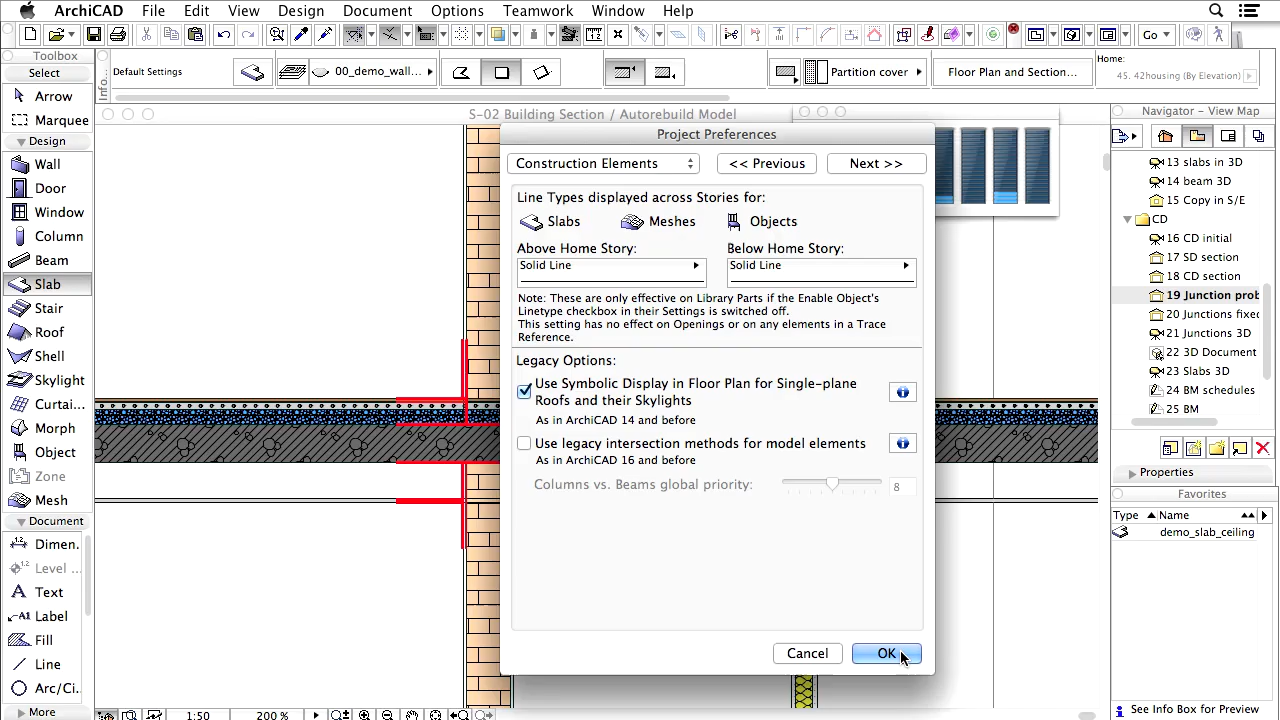 ArchiCAD File Edit View Design Document Options Teamwork Window Help
Go
Toolbox
Select
Arrow
Marquee
Design
Wall
Door
Window
Column
Beam
Slab
Stair
Roof
Shell
Skylight
Curtai...
Morph
Object
Zone
Mesh
Document
Dimen.
Level ...
Text
Label
Fill
Line
Arc/Ci...
More
Info...
Default Settings
00_demo_wall...
Partition cover
Floor Plan and Section...
Home:
45. 42housing (By Elevation)
S-02 Building Section / Autorebuild Model
Project Preferences
Construction Elements
<< Previous
Next >>
Line Types displayed across Stories for:
Slabs
Meshes
Objects
Above Home Story:
Below Home Story:
Solid Line
Solid Line
Note: These are only effective on Library Parts if the Enable Object's
Linetype checkbox in their Settings is switched off.
This setting has no effect on Openings or on any elements in a Trace
Reference.
Legacy Options:
Use Symbolic Display in Floor Plan for Single-plane
Roofs and their Skylights
As in ArchiCAD 14 and before
Use legacy intersection methods for model elements
As in ArchiCAD 16 and before
Columns vs. Beams global priority:
8
Cancel
OK
1:50
200 %
Navigator - View Map
13 slabs in 3D
14 beam 3D
15 Copy in S/E
CD
16 CD initial
17 SD section
18 CD section
19 Junction prob
20 Junctions fixed
21 Junctions 3D
22 3D Document
23 Slabs 3D
24 BM schedules
25 BM
Properties
Favorites
Type
Name
demo_slab_ceiling
See Info Box for Preview